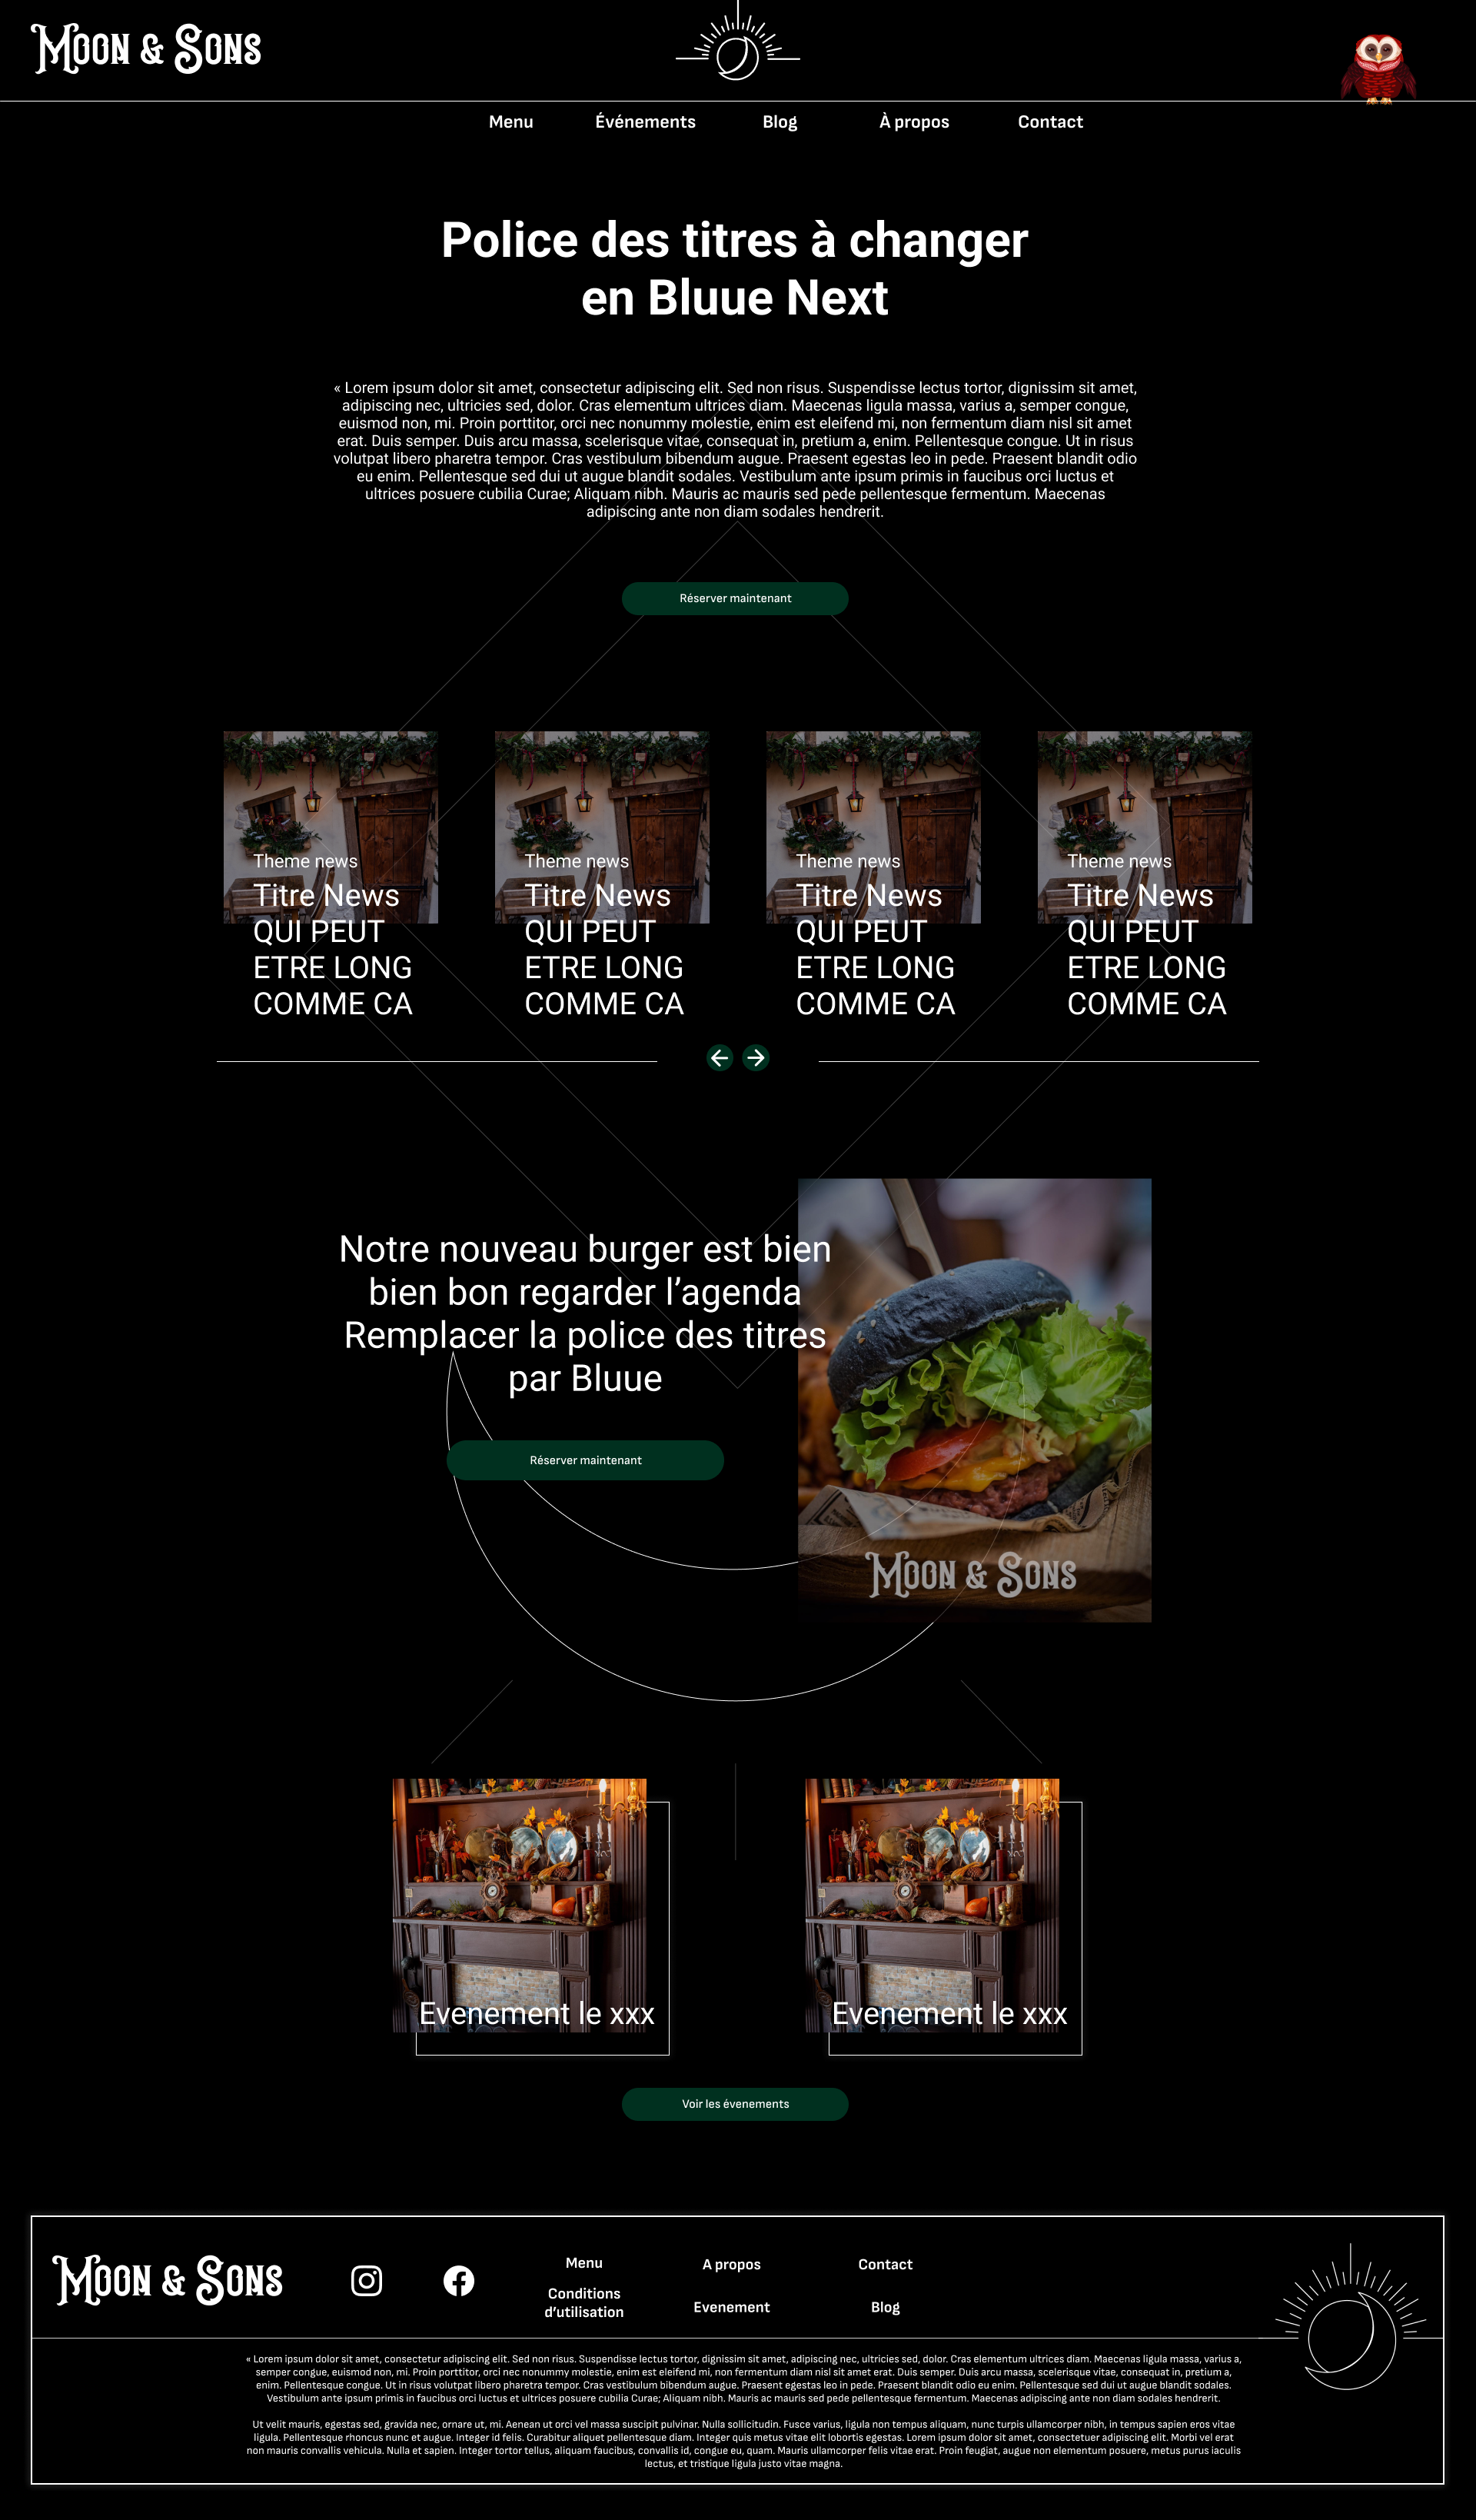 Moon & Sons
Menu Événements Blog À propos Contact
Police des titres à changer
en Bluue Next
« Lorem ipsum dolor sit amet, consectetur adipiscing elit. Sed non risus. Suspendisse lectus tortor, dignissim sit amet,
adipiscing nec, ultricies sed, dolor. Cras elementum ultrices diam. Maecenas ligula massa, varius a, semper congue,
euismod non, mi. Proin porttitor, orci nec nonummy molestie, enim est eleifend mi, non fermentum diam nisl sit amet
erat. Duis semper. Duis arcu massa, scelerisque vitae, consequat in, pretium a, enim. Pellentesque congue. Ut in risus
volutpat libero pharetra tempor. Cras vestibulum bibendum augue. Praesent egestas leo in pede. Praesent blandit odio
eu enim. Pellentesque sed dui ut augue blandit sodales. Vestibulum ante ipsum primis in faucibus orci luctus et
ultrices posuere cubilia Curae; Aliquam nibh. Mauris ac mauris sed pede pellentesque fermentum. Maecenas
adipiscing ante non diam sodales hendrerit.
Réserver maintenant
Theme news
Titre News
QUI PEUT
ETRE LONG
COMME CA
Theme news
Titre News
QUI PEUT
ETRE LONG
COMME CA
Theme news
Titre News
QUI PEUT
ETRE LONG
COMME CA
Theme news
Titre News
QUI PEUT
ETRE LONG
COMME CA
Notre nouveau burger est bien
bien bon regarder l’agenda
Remplacer la police des titres
par Bluue
Réserver maintenant
Moon & Sons
Evenement le xxx
Evenement le xxx
Voir les évenements
Moon & Sons
Menu
Conditions
d’utilisation
A propos
Evenement
Contact
Blog
« Lorem ipsum dolor sit amet, consectetur adipiscing elit. Sed non risus. Suspendisse lectus tortor, dignissim sit amet, adipiscing nec, ultricies sed, dolor. Cras elementum ultrices diam. Maecenas ligula massa, varius a,
semper congue, euismod non, mi. Proin porttitor, orci nec nonummy molestie, enim est eleifend mi, non fermentum diam nisl sit amet erat. Duis semper. Duis arcu massa, scelerisque vitae, consequat in, pretium a,
enim. Pellentesque congue. Ut in risus volutpat libero pharetra tempor. Cras vestibulum bibendum augue. Praesent egestas leo in pede. Praesent blandit odio eu enim. Pellentesque sed dui ut augue blandit sodales.
Vestibulum ante ipsum primis in faucibus orci luctus et ultrices posuere cubilia Curae; Aliquam nibh. Mauris ac mauris sed pede pellentesque fermentum. Maecenas adipiscing ante non diam sodales hendrerit.
Ut velit mauris, egestas sed, gravida nec, ornare ut, mi. Aenean ut orci vel massa suscipit pulvinar. Nulla sollicitudin. Fusce varius, ligula non tempus aliquam, nunc turpis ullamcorper nibh, in tempus sapien eros vitae
ligula. Pellentesque rhoncus nunc et augue. Integer id felis. Curabitur aliquet pellentesque diam. Integer quis metus vitae elit lobortis egestas. Lorem ipsum dolor sit amet, consectetuer adipiscing elit. Morbi vel erat
non mauris convallis vehicula. Nulla et sapien. Integer tortor tellus, aliquam faucibus, convallis id, congue eu, quam. Mauris ullamcorper felis vitae erat. Proin feugiat, augue non elementum posuere, metus purus iaculis
lectus, et tristique ligula justo vitae magna.